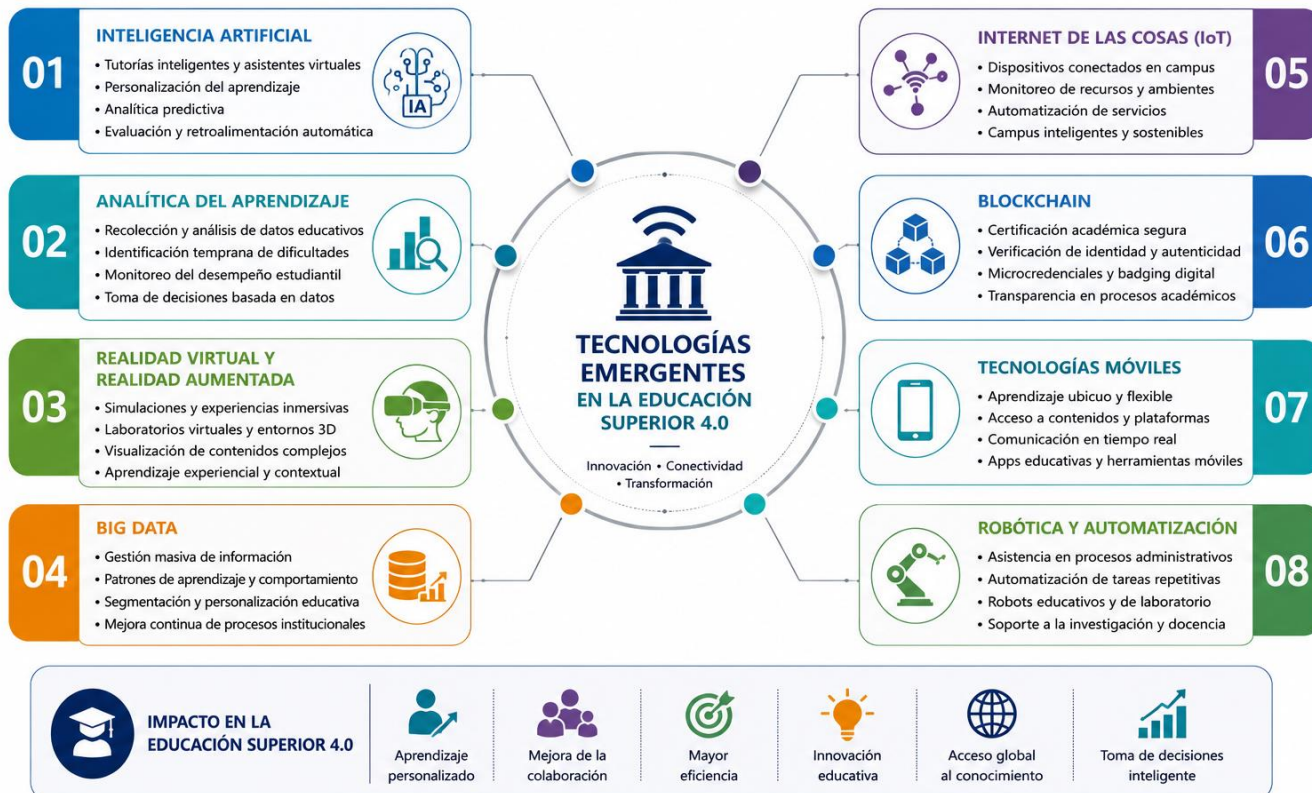 01
INTELIGENCIA ARTIFICIAL
• Tutorías inteligentes y asistentes virtuales
• Personalización del aprendizaje
• Analítica predictiva
• Evaluación y retroalimentación automática
IA
02
ANALÍTICA DEL APRENDIZAJE
• Recolección y análisis de datos educativos
• Identificación temprana de dificultades
• Monitoreo del desempeño estudiantil
• Toma de decisiones basada en datos
03
REALIDAD VIRTUAL Y
REALIDAD AUMENTADA
• Simulaciones y experiencias inmersivas
• Laboratorios virtuales y entornos 3D
• Visualización de contenidos complejos
• Aprendizaje experiencial y contextual
04
BIG DATA
• Gestión masiva de información
• Patrones de aprendizaje y comportamiento
• Segmentación y personalización educativa
• Mejora continua de procesos institucionales
TECNOLOGÍAS
EMERGENTES
EN LA EDUCACIÓN
SUPERIOR 4.0
Innovación • Conectividad
• Transformación
INTERNET DE LAS COSAS (IoT)
• Dispositivos conectados en campus
• Monitoreo de recursos y ambientes
• Automatización de servicios
• Campus inteligentes y sostenibles
05
BLOCKCHAIN
• Certificación académica segura
• Verificación de identidad y autenticidad
• Microcredenciales y badging digital
• Transparencia en procesos académicos
06
TECNOLOGÍAS MÓVILES
• Aprendizaje ubicuo y flexible
• Acceso a contenidos y plataformas
• Comunicación en tiempo real
• Apps educativas y herramientas móviles
07
ROBÓTICA Y AUTOMATIZACIÓN
• Asistencia en procesos administrativos
• Automatización de tareas repetitivas
• Robots educativos y de laboratorio
• Soporte a la investigación y docencia
08
IMPACTO EN LA
EDUCACIÓN SUPERIOR 4.0
Aprendizaje
personalizado
Mejora de la
colaboración
Mayor
eficiencia
Innovación
educativa
Acceso global
al conocimiento
Toma de decisiones
inteligente